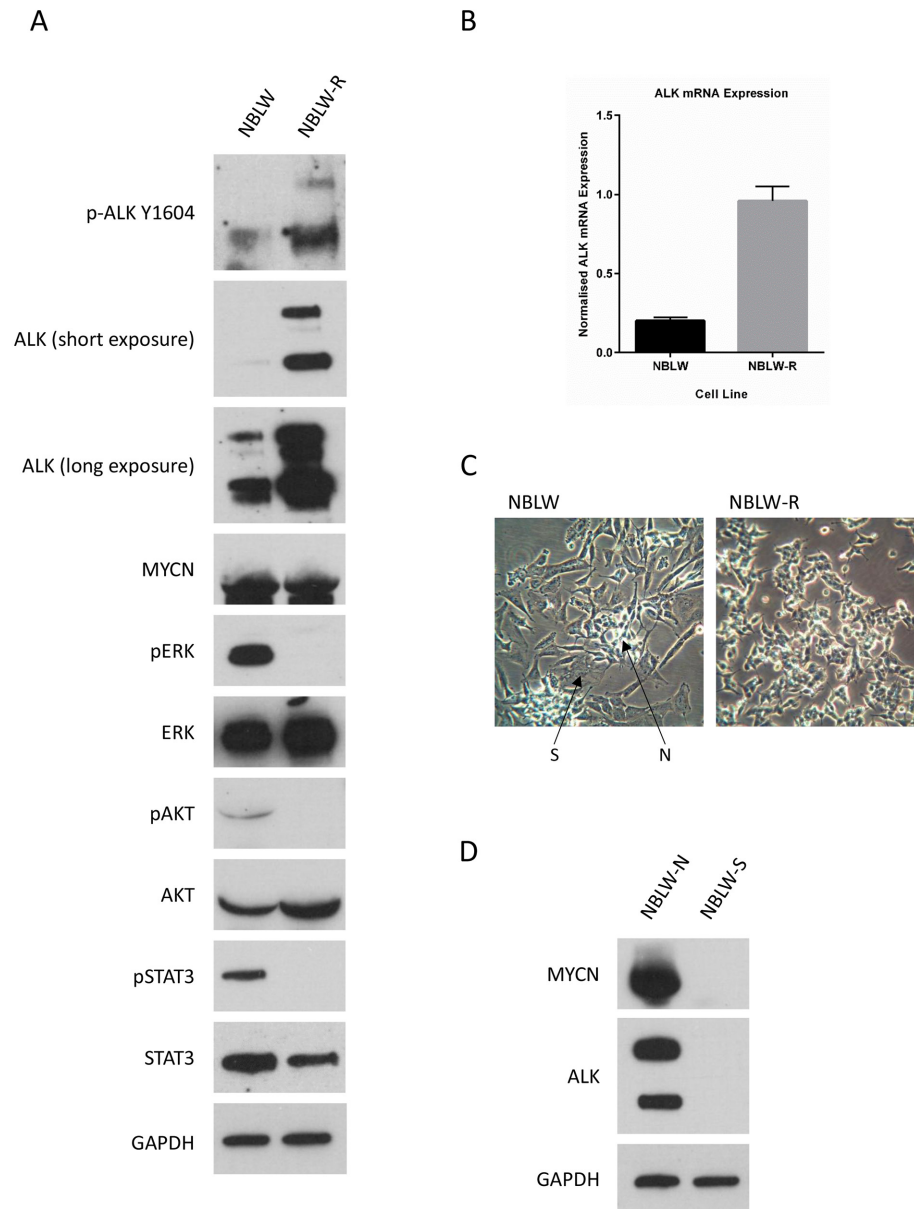 A
NBLW
NBLW-R
p-ALK Y1604
ALK (short exposure)
ALK (long exposure)
MYCN
pERK
ERK
pAKT
AKT
pSTAT3
STAT3
GAPDH
B
ALK mRNA Expression
Normalised ALK mRNA Expression
1.5
1.0
0.5
0.0
NBLW
NBLW-R
Cell Line
C
NBLW
NBLW-R
S
N
D
NBLW-N
NBLW-S
MYCN
ALK
GAPDH